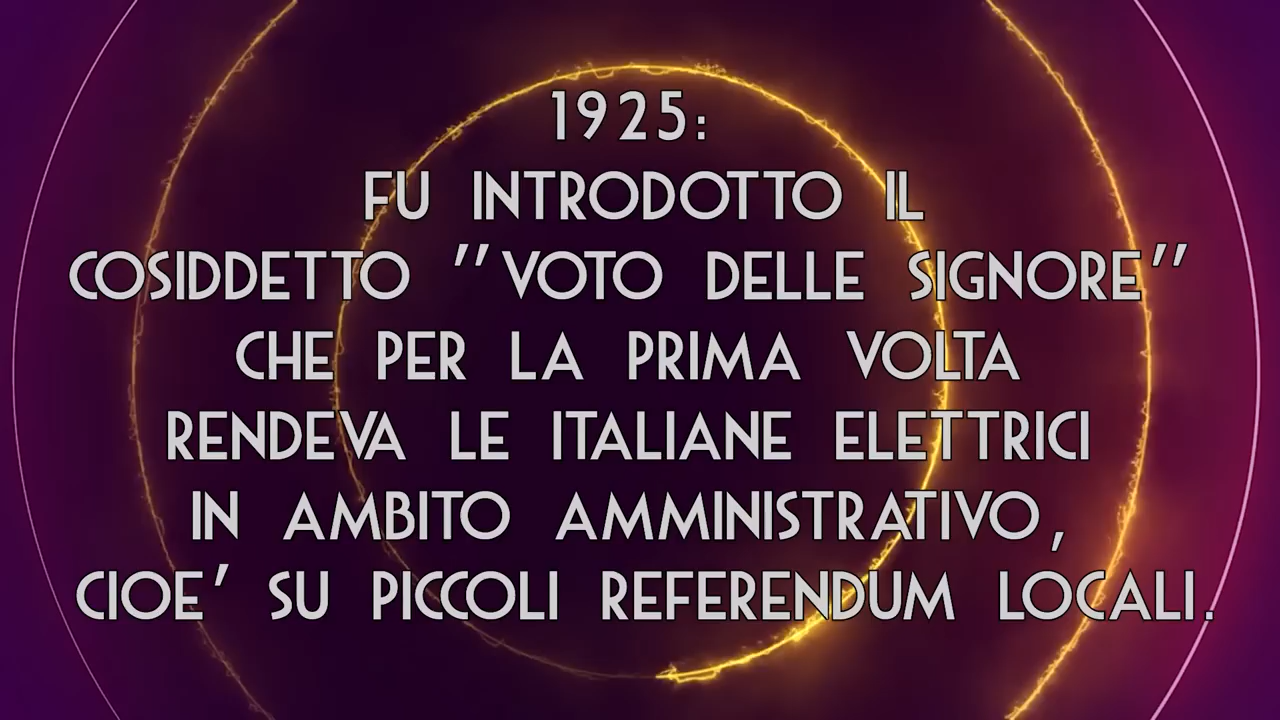 1925:
FU INTRODOTTO IL
COSIDDETTO "VOTO DELLE SIGNORE"
CHE PER LA PRIMA VOLTA
RENDEVA LE ITALIANE ELETTRICI
IN AMBITO AMMINISTRATIVO,
CIOE' SU PICCOLI REFERENDUM LOCALI.